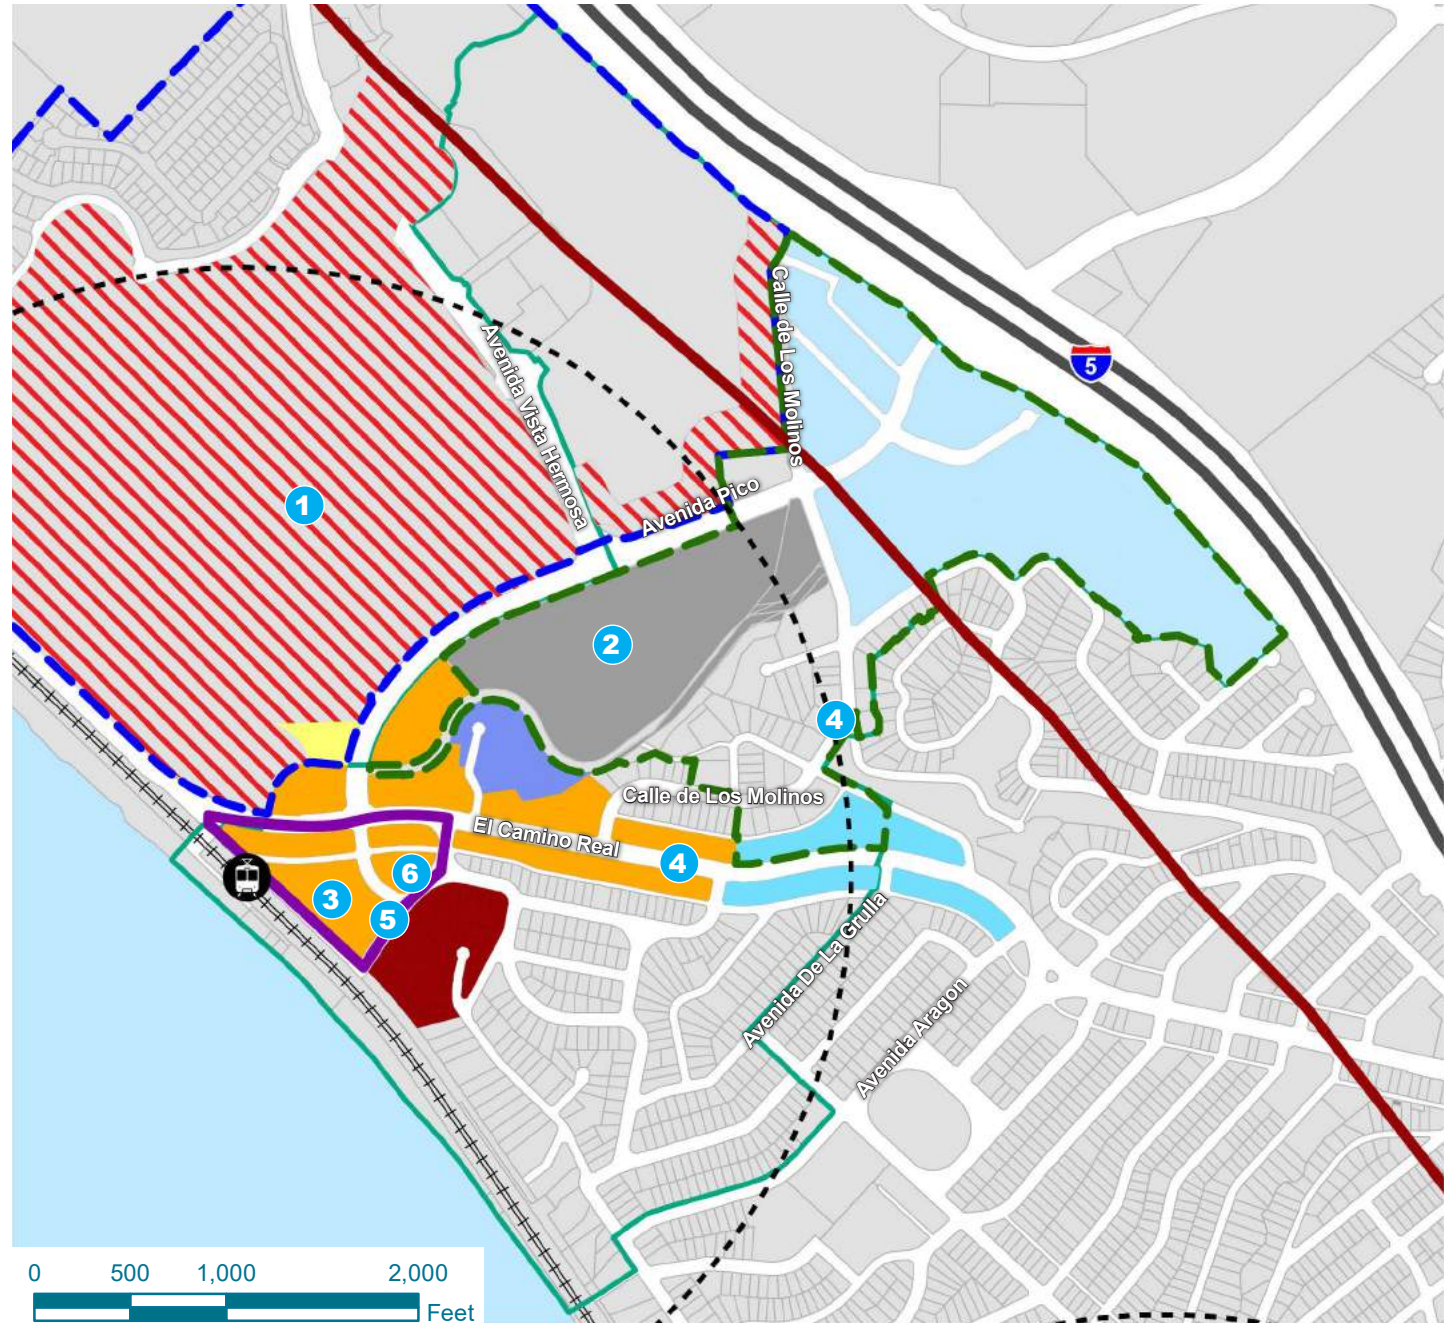 5
Calle de Los Molinos
Avenida Vista Hermosa
1
Avenida Pico
2
4
Calle de Los Molinos
El Camino Real
4
6
3
5
Avenida De La Grulla
Avenida Aragon
0 500 1,000 2,000
Feet